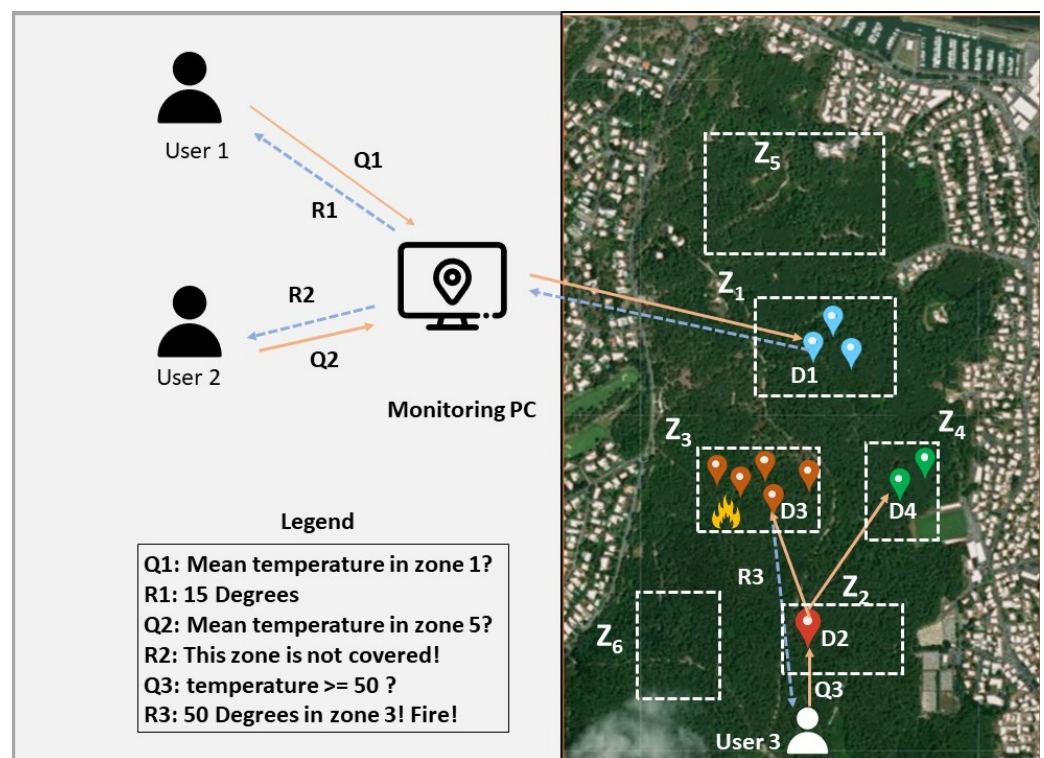 User 1
Q1
R1
R2
Q2
User 2
Monitoring PC
Z5
Z1
D1
Z3
Z4
D3
D4
R3
Z2
D2
Z6
Q3
User 3
Legend
Q1: Mean temperature in zone 1?
R1: 15 Degrees
Q2: Mean temperature in zone 5?
R2: This zone is not covered!
Q3: temperature >= 50 ?
R3: 50 Degrees in zone 3! Fire!